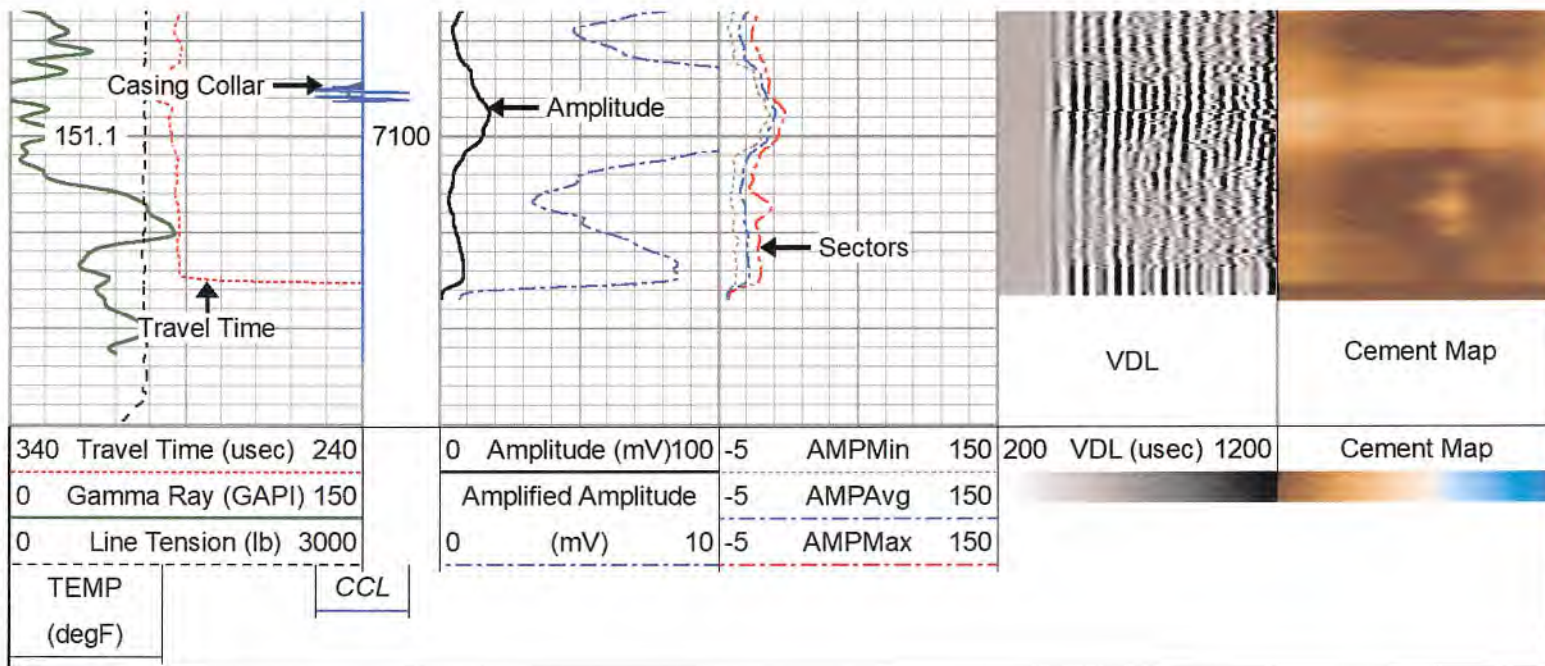 Casing Collar
Amplitude
151.1
7100
Sectors
Travel Time
VDL
Cement Map
340 Travel Time (usec) 240
0 Amplitude (mV)100
-5 AMPMin 150
200 VDL (usec) 1200
Cement Map
0 Gamma Ray (GAPI) 150
Amplified Amplitude
-5 AMPAvg 150
0 Line Tension (lb) 3000
0 (mV) 10
-5 AMPMax 150
TEMP
CCL
(degF)